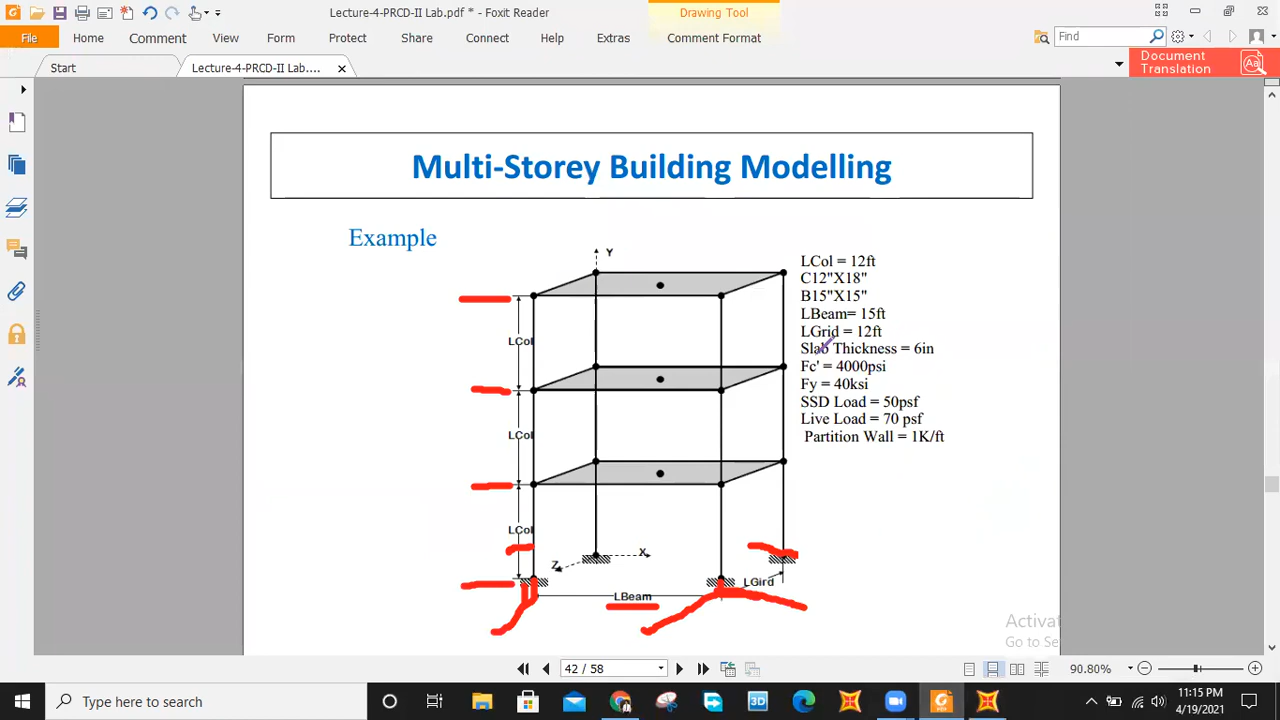 Lecture-4-PRCD-II Lab.pdf * - Foxit Reader
Drawing Tool
File Home Comment View Form Protect Share Connect Help Extras Comment Format
Find
Start
Lecture-4-PRCD-II Lab....
Document
Translation
Multi-Storey Building Modelling
Example
Y
LCol = 12ft
C12"X18"
B15"X15"
LBeam= 15ft
LGrid = 12ft
Slab Thickness = 6in
Fc' = 4000psi
Fy = 40ksi
SSD Load = 50psf
Live Load = 70 psf
Partition Wall = 1K/ft
LCol
LCol
LCol
X
Z
LGird
LBeam
Activat
Go to Se
42 / 58
90.80%
Type here to search
11:15 PM
4/19/2021